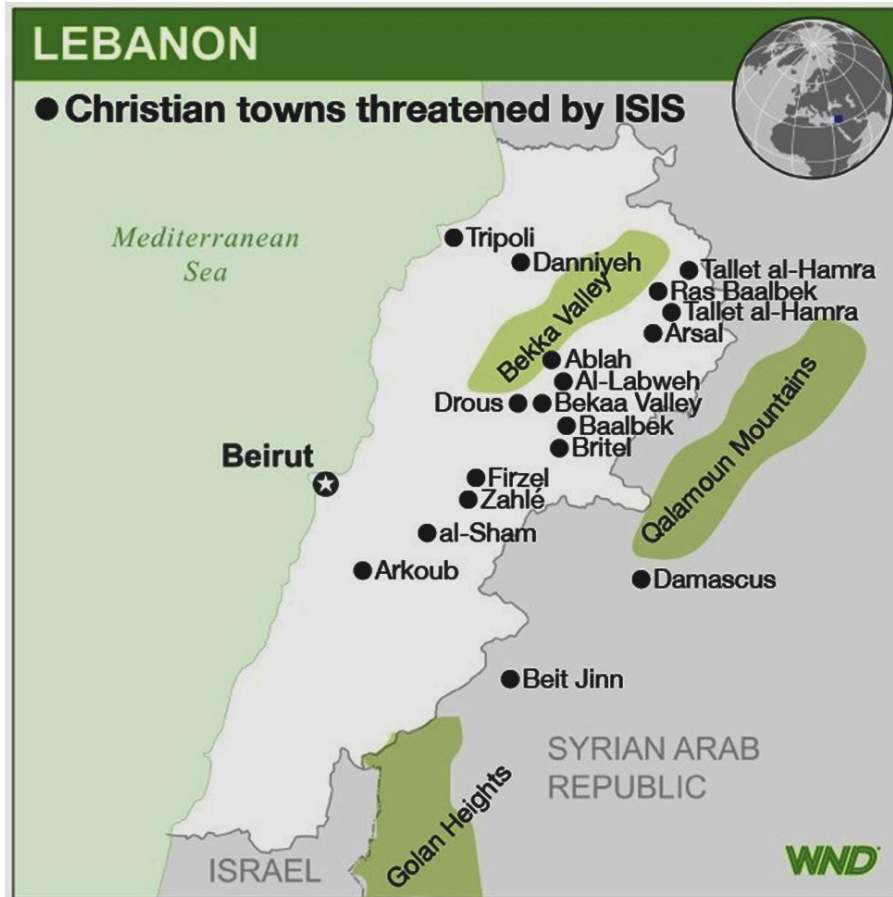 LEBANON
● Christian towns threatened by ISIS
Mediterranean
Sea
Tripoli
Danniyeh
Bekka Valley
Tallet al-Hamra
Ras Baalbek
Tallet al-Hamra
Arsal
Ablah
Al-Labweh
Drous
Bekaa Valley
Baalbek
Britel
Qalamoun Mountains
Beirut
Firzel
Zahlé
al-Sham
Arkoub
Damascus
Beit Jinn
SYRIAN ARAB
REPUBLIC
Golan Heights
ISRAEL
WND